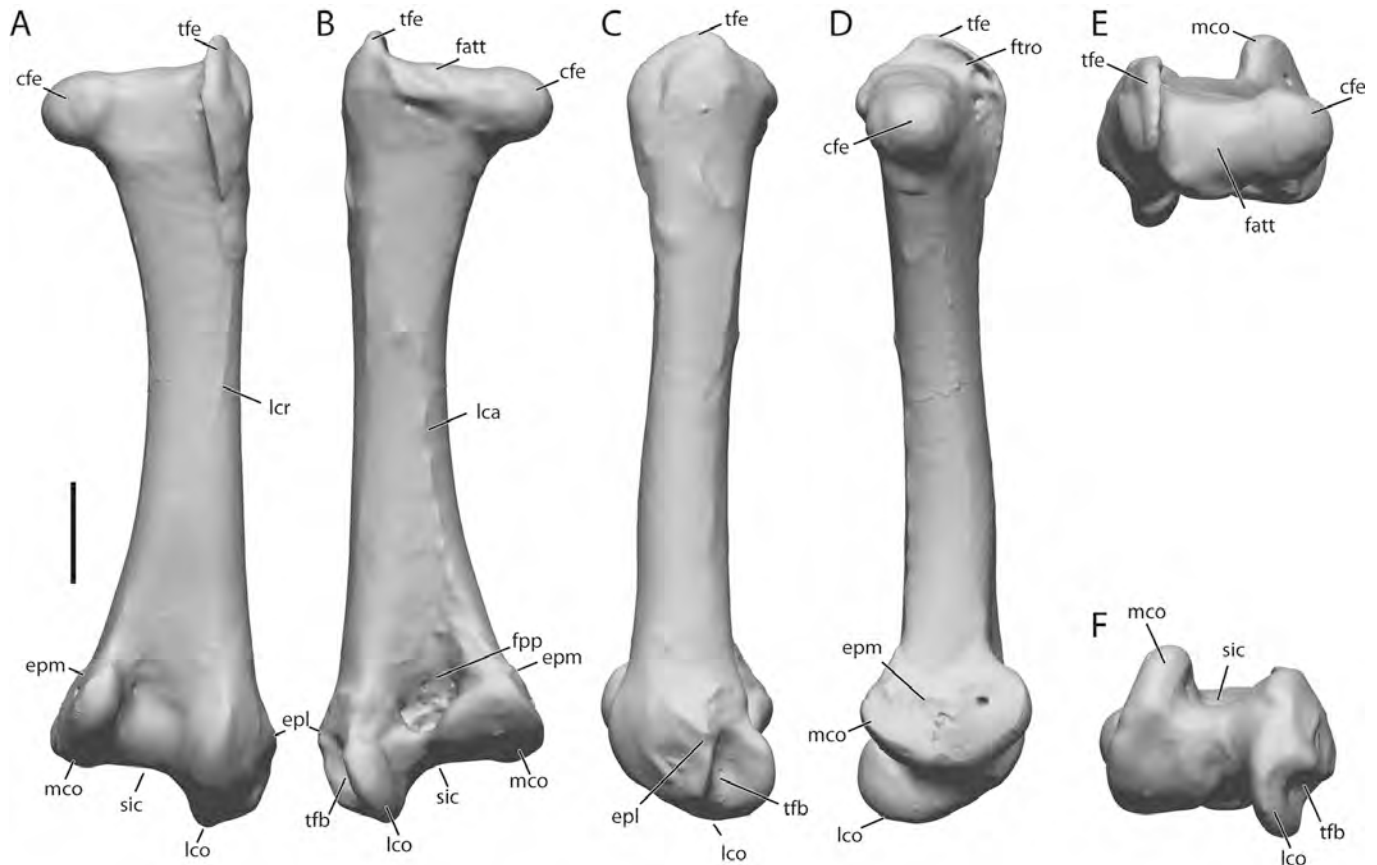 A
tfe
cfe
lcr
epm
mco
sic
lco
epl
B
tfe
fatt
cfe
lca
fpp
epm
tfb
lco
sic
mco
C
tfe
epl
tfb
lco
D
tfe
ftro
cfe
epm
mco
lco
E
mco
tfe
cfe
fatt
F
mco
sic
tfb
lco